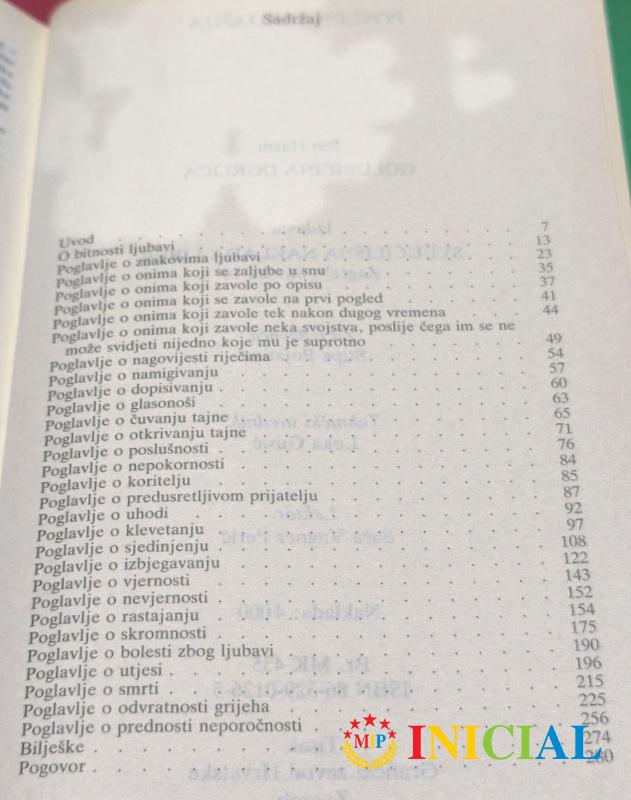 Sadržaj
Uvod . . . . . . . . . . 7
O bitnosti ljubavi . . . . . . . . . . 13
Poglavlje o znakovima ljubavi . . . . . . . . . . 23
Poglavlje o onima koji se zaljube u snu . . . . . . . . . . 35
Poglavlje o onima koji zavole po opisu . . . . . . . . . . 37
Poglavlje o onima koji se zavole na prvi pogled . . . . . . . . . . 41
Poglavlje o onima koji zavole tek nakon dugog vremena . . . . . 44
Poglavlje o onima koji zavole neka svojstva, poslije čega im se ne
može svidjeti nijedno koje mu je suprotno . . . . . . . . . . 49
Poglavlje o nagovijesti riječima . . . . . . . . . . 54
Poglavlje o namigivanju . . . . . . . . . . 57
Poglavlje o dopisivanju . . . . . . . . . . 60
Poglavlje o glasonoši . . . . . . . . . . 63
Poglavlje o čuvanju tajne . . . . . . . . . . 65
Poglavlje o otkrivanju tajne . . . . . . . . . . 71
Poglavlje o poslušnosti . . . . . . . . . . 76
Poglavlje o nepokornosti . . . . . . . . . . 84
Poglavlje o koritelju . . . . . . . . . . 85
Poglavlje o predusretljivom prijatelju . . . . . . . . . . 87
Poglavlje o uhodi . . . . . . . . . . 92
Poglavlje o klevetanju . . . . . . . . . . 97
Poglavlje o sjedinjenju . . . . . . . . . . 108
Poglavlje o izbjegavanju . . . . . . . . . . 122
Poglavlje o vjernosti . . . . . . . . . . 143
Poglavlje o nevjernosti . . . . . . . . . . 152
Poglavlje o rastajanju . . . . . . . . . . 154
Poglavlje o skromnosti . . . . . . . . . . 175
Poglavlje o bolesti zbog ljubavi . . . . . . . . . . 190
Poglavlje o utjesi . . . . . . . . . . 196
Poglavlje o smrti . . . . . . . . . . 215
Poglavlje o odvratnosti grijeha . . . . . . . . . . 225
Poglavlje o prednosti neporočnosti . . . . . . . . . . 256
Bilješke . . . . . . . . . . 274
Pogovor . . . . . . . . . .
MIP INICIAL